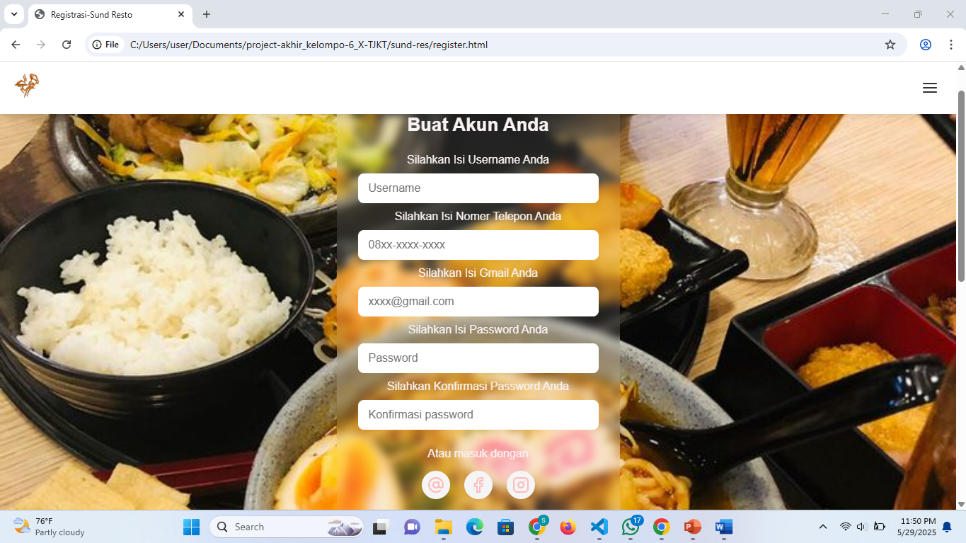 Registrasi-Sund Resto
File
C:/Users/user/Documents/project-akhir_kelompo-6_X-TJKT/sund-res/register.html
Buat Akun Anda
Silahkan Isi Username Anda
Username
Silahkan Isi Nomer Telepon Anda
08xx-xxxx-xxxx
Silahkan Isi Gmail Anda
xxxx@gmail.com
Silahkan Isi Password Anda
Password
Silahkan Konfirmasi Password Anda
Konfirmasi password
Atau masuk dengan
76°F
Partly cloudy
Search
5
17
11:50 PM
5/29/2025